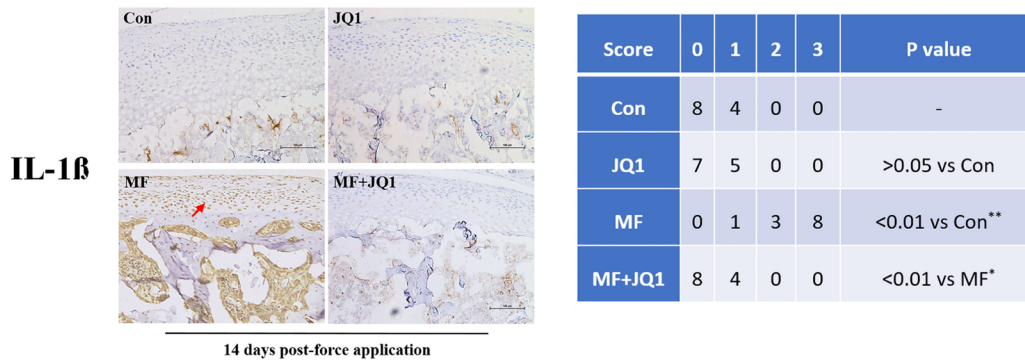 Con
JQ1
IL-1ß
MF
MF+JQ1
14 days post-force application
Score 0 1 2 3 P value
Con 8 4 0 0 -
JQ1 7 5 0 0 >0.05 vs Con
MF 0 1 3 8 <0.01 vs Con**
MF+JQ1 8 4 0 0 <0.01 vs MF*